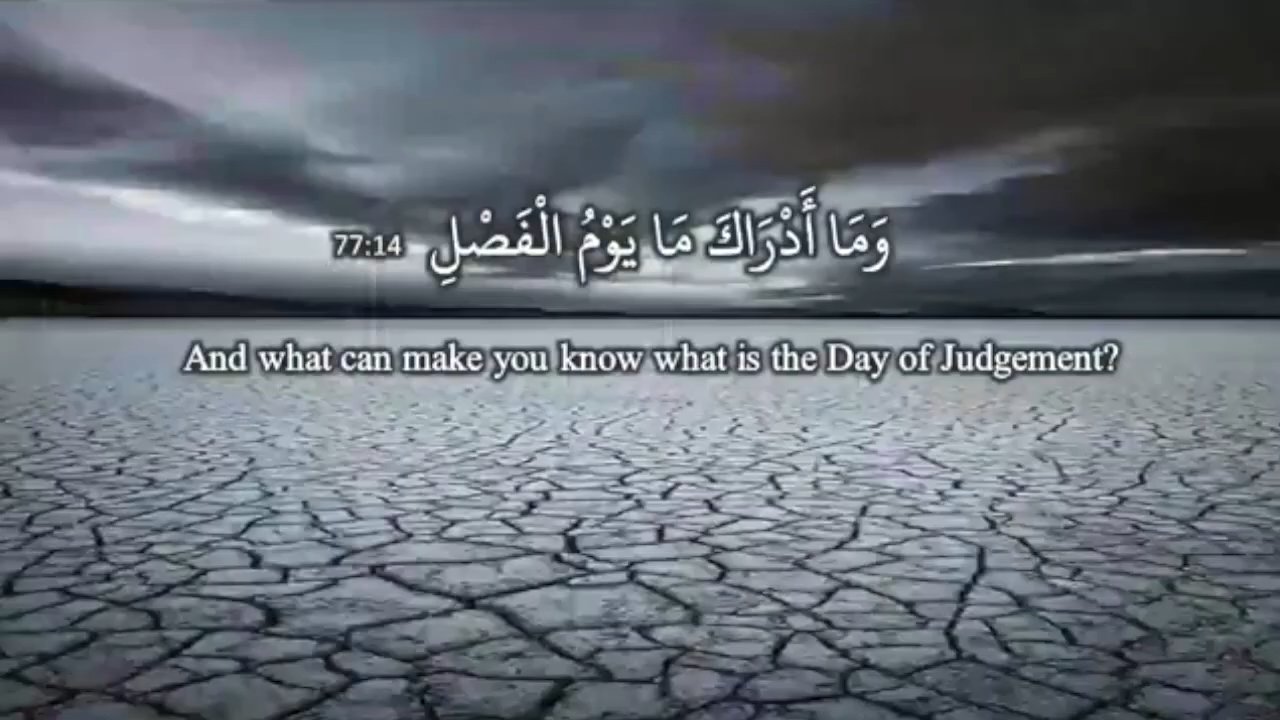 وَمَا أَدْرَاكَ مَا يَوْمُ الْفَصْلِ 77:14
And what can make you know what is the Day of Judgement?